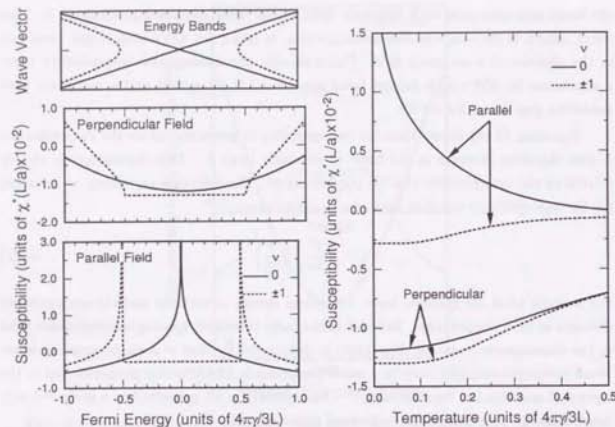 Wave Vector
Energy Bands
Susceptibility (units of χ*(L/a)x10⁻²)
1.0
0.0
-1.0
-2.0
Perpendicular Field
3.0
2.0
1.0
0.0
-1.0
Parallel Field
ν
0
±1
-1.0
-0.5
0.0
0.5
1.0
Fermi Energy (units of 4πγ/3L)
Susceptibility (units of χ*(L/a)x10⁻²)
1.5
1.0
0.5
0.0
-0.5
-1.0
-1.5
ν
0
±1
Parallel
Perpendicular
0.0
0.1
0.2
0.3
0.4
0.5
Temperature (units of 4πγ/3L)